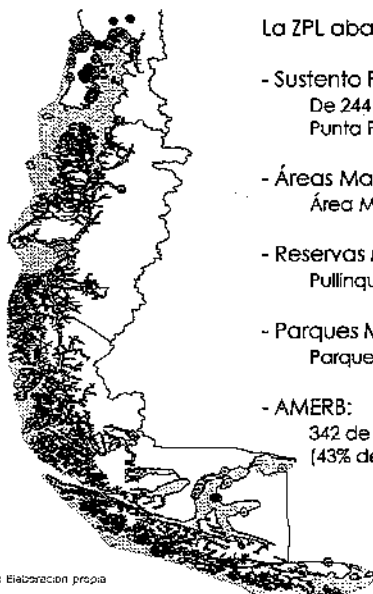 La ZPL aba
- Sustento
De 244
Punta
- Áreas Ma
Área M
- Reservas
Pullinqu
- Parques M
Parque
- AMERB:
342 de
(43% de
Elaboración propia